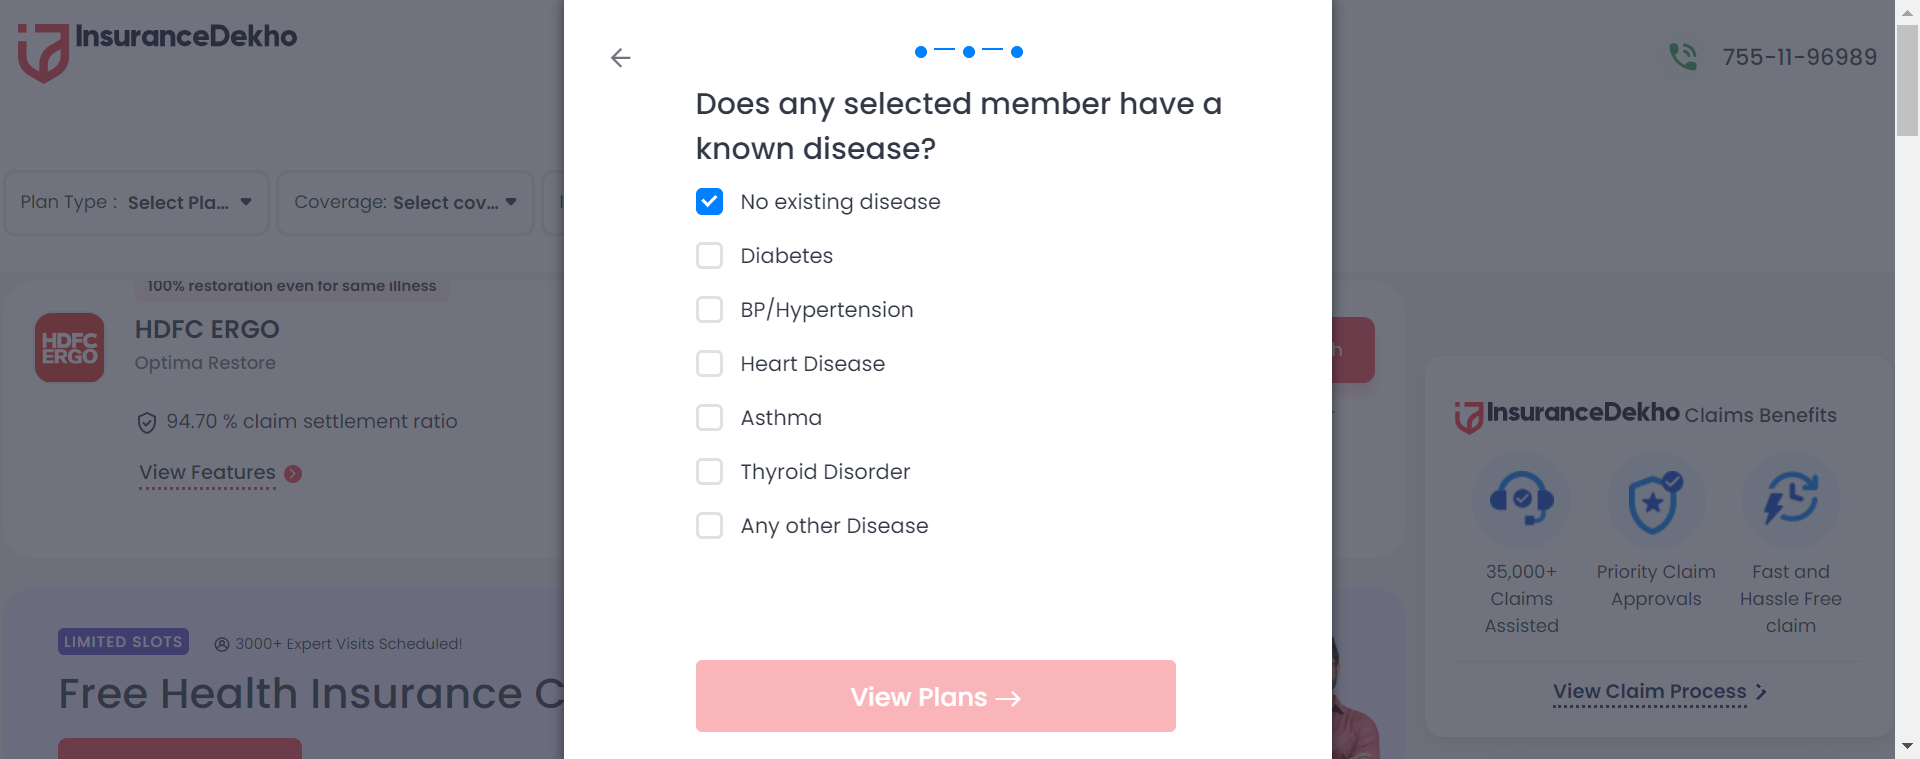 InsuranceDekho
755-11-96989
Does any selected member have a
known disease?
Plan Type : Select Pla...
Coverage: Select cov...
No existing disease
Diabetes
BP/Hypertension
Heart Disease
Asthma
Thyroid Disorder
Any other Disease
View Plans →
100% restoration even for same illness
HDFC
ERGO
HDFC ERGO
Optima Restore
94.70 % claim settlement ratio
View Features
InsuranceDekho Claims Benefits
35,000+
Claims
Assisted
Priority Claim
Approvals
Fast and
Hassle Free
claim
View Claim Process
LIMITED SLOTS
3000+ Expert Visits Scheduled!
Free Health Insurance